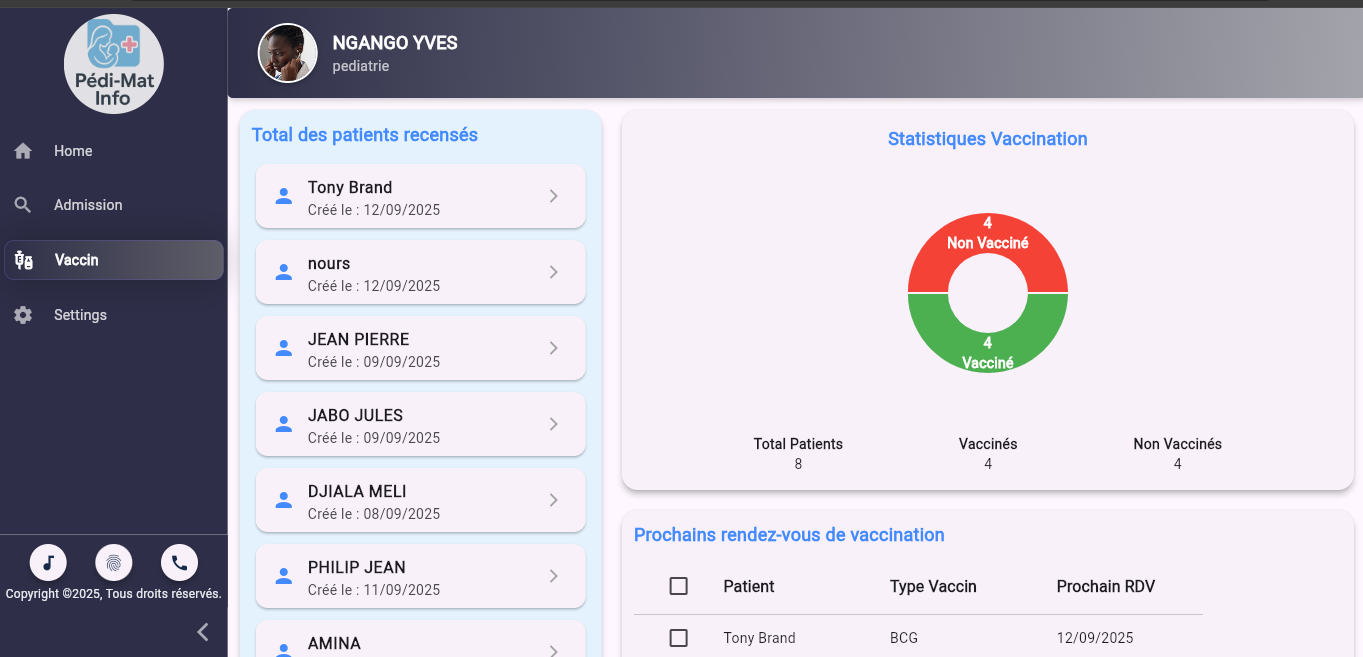 Pédi-Mat
Info
Home
Admission
Vaccin
Settings
Copyright ©2025, Tous droits réservés.
NGANGO YVES
pediatrie
Total des patients recensés
Tony Brand
Créé le : 12/09/2025
nours
Créé le : 12/09/2025
JEAN PIERRE
Créé le : 09/09/2025
JABO JULES
Créé le : 09/09/2025
DJIALA MELI
Créé le : 08/09/2025
PHILIP JEAN
Créé le : 11/09/2025
AMINA
Statistiques Vaccination
4
Non Vacciné
4
Vacciné
Total Patients Vaccinés Non Vaccinés
8 4 4
Prochains rendez-vous de vaccination
Patient Type Vaccin Prochain RDV
Tony Brand BCG 12/09/2025